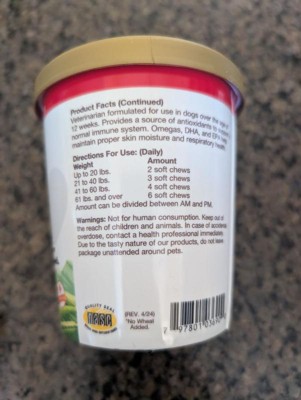 Product Facts (Continued)
Veterinarian formulated for use in dogs over the age of
12 weeks. Provides a source of antioxidants to a
normal immune system. Omegas, DHA, and EPA
maintain proper skin moisture and respiratory health.
Directions For Use: (Daily)
Weight Amount
Up to 20 lbs. 2 soft chews
21 to 40 lbs. 3 soft chews
41 to 60 lbs. 4 soft chews
61 lbs. and over 6 soft chews
Amount can be divided between AM and PM.
Warnings: Not for human consumption. Keep out of
the reach of children and animals. In case of accidental
overdose, contact a health professional immediately.
Due to the tasty nature of our products, do not leave
package unattended around pets.
QUALITY SEAL
NASC
(REV. 4/24)
*No Wheat
Added.
97801 036